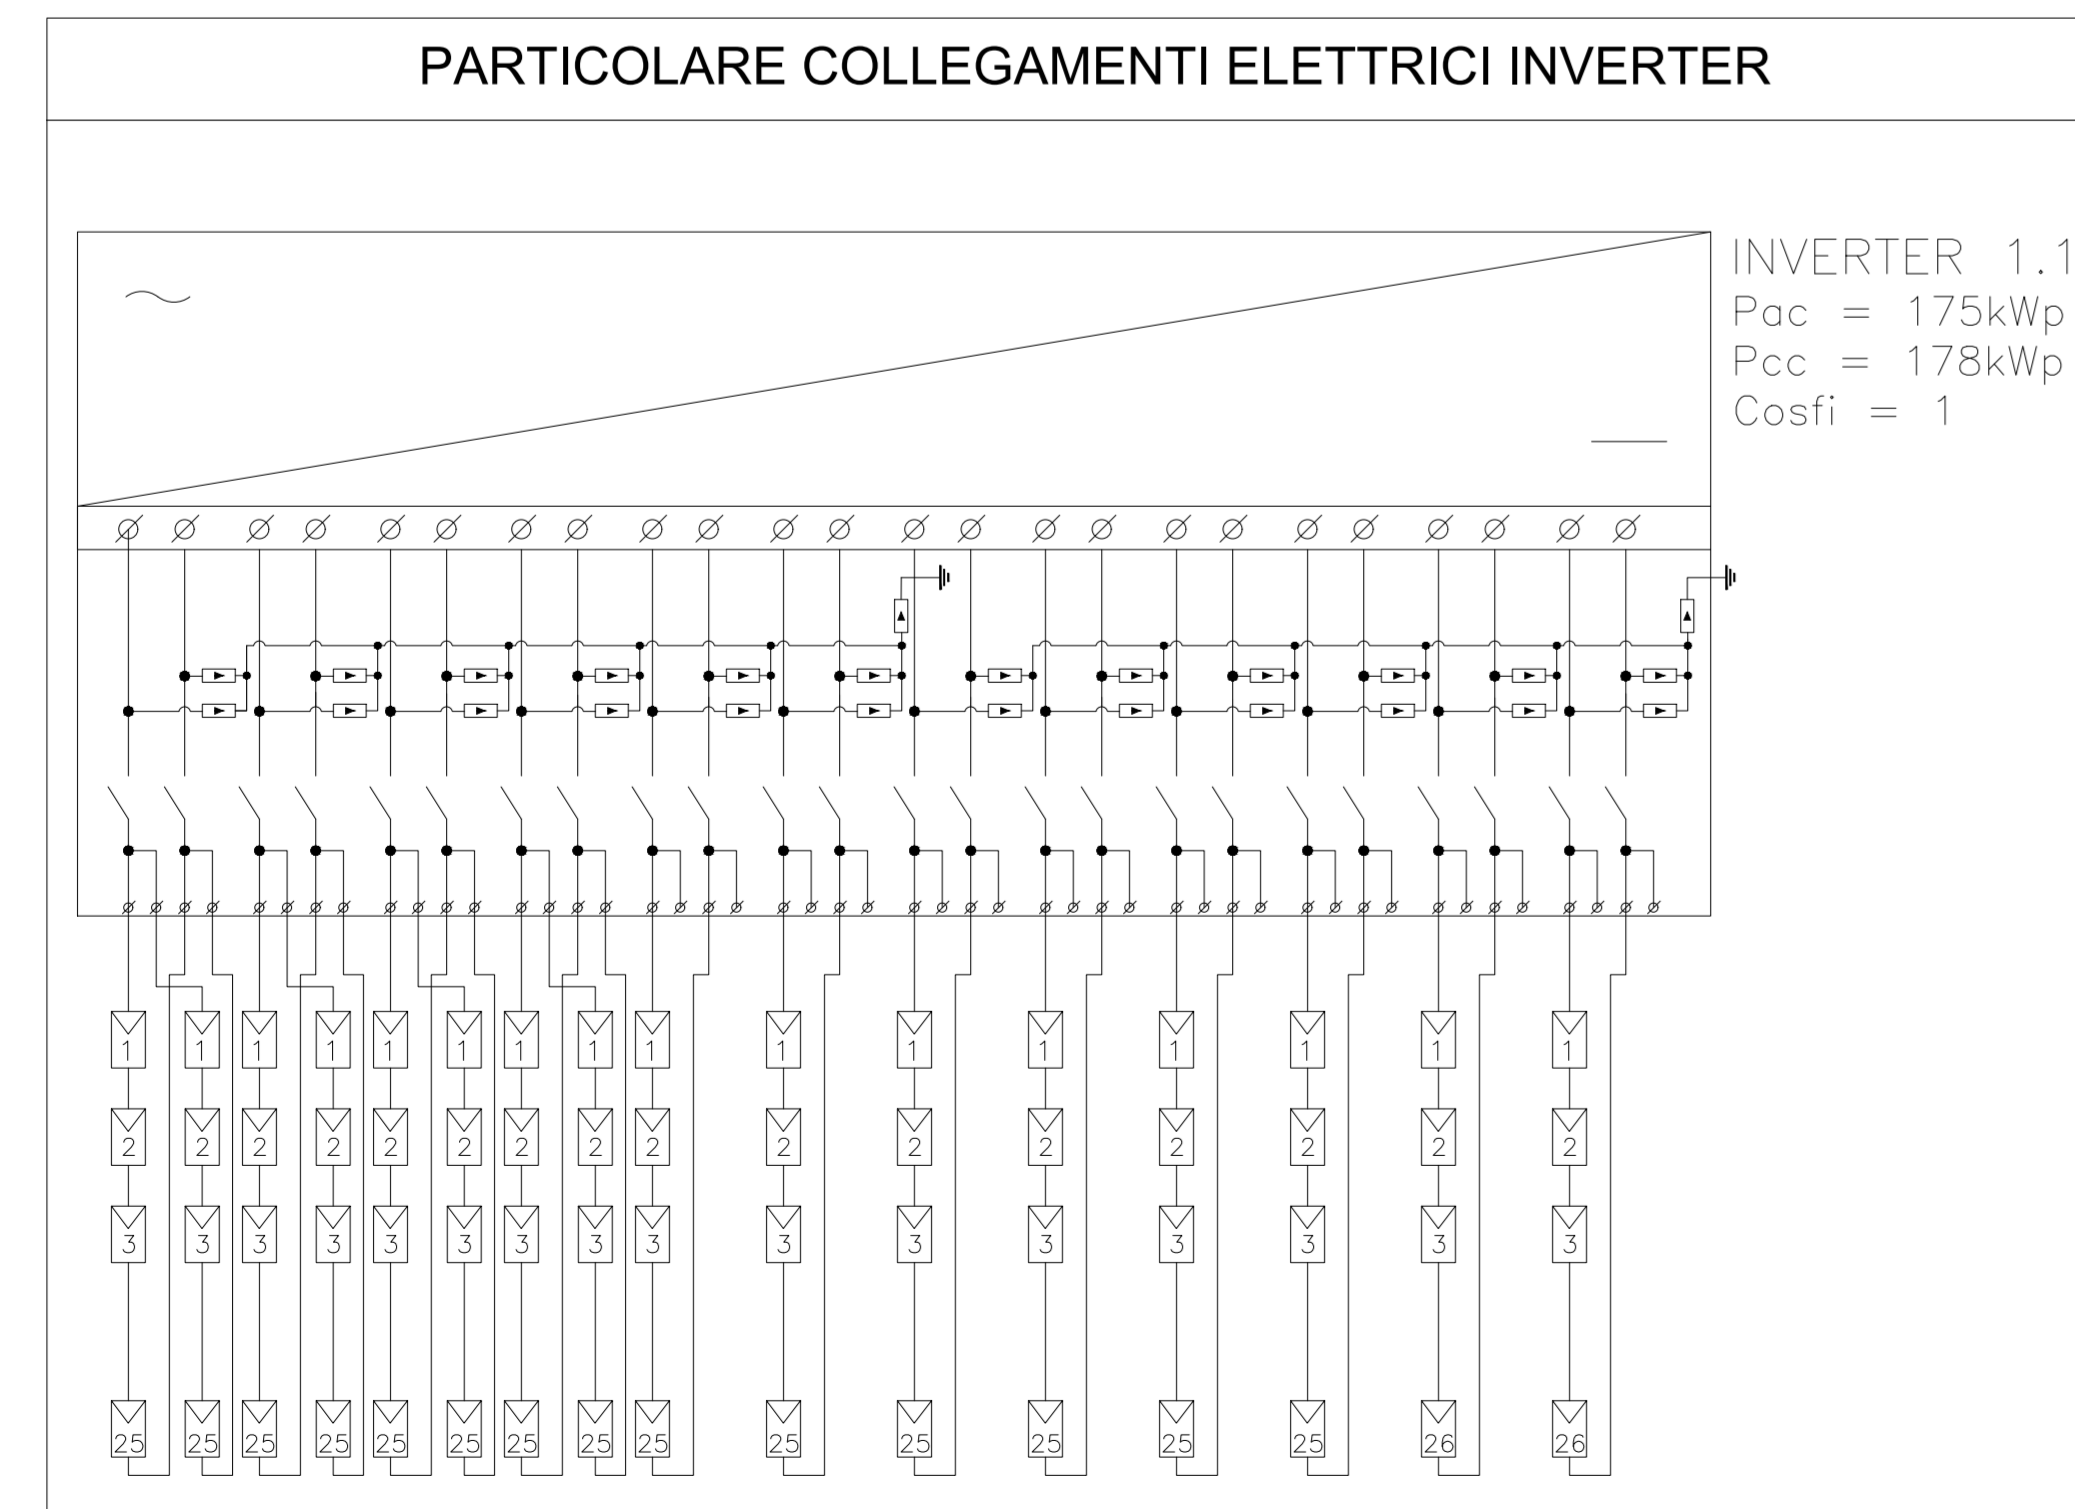 PARTICOLARE COLLEGAMENTI ELETTRICI INVERTER
INVERTER 1.1
Pac = 175kWp
Pcc = 178kWp
Cosfi = 1
1 1 1 1 1 1 1 1 1 1 1 1 1 1 1 1
2 2 2 2 2 2 2 2 2 2 2 2 2 2 2 2
3 3 3 3 3 3 3 3 3 3 3 3 3 3 3 3
25 25 25 25 25 25 25 25 25 25 25 25 25 25 26 26